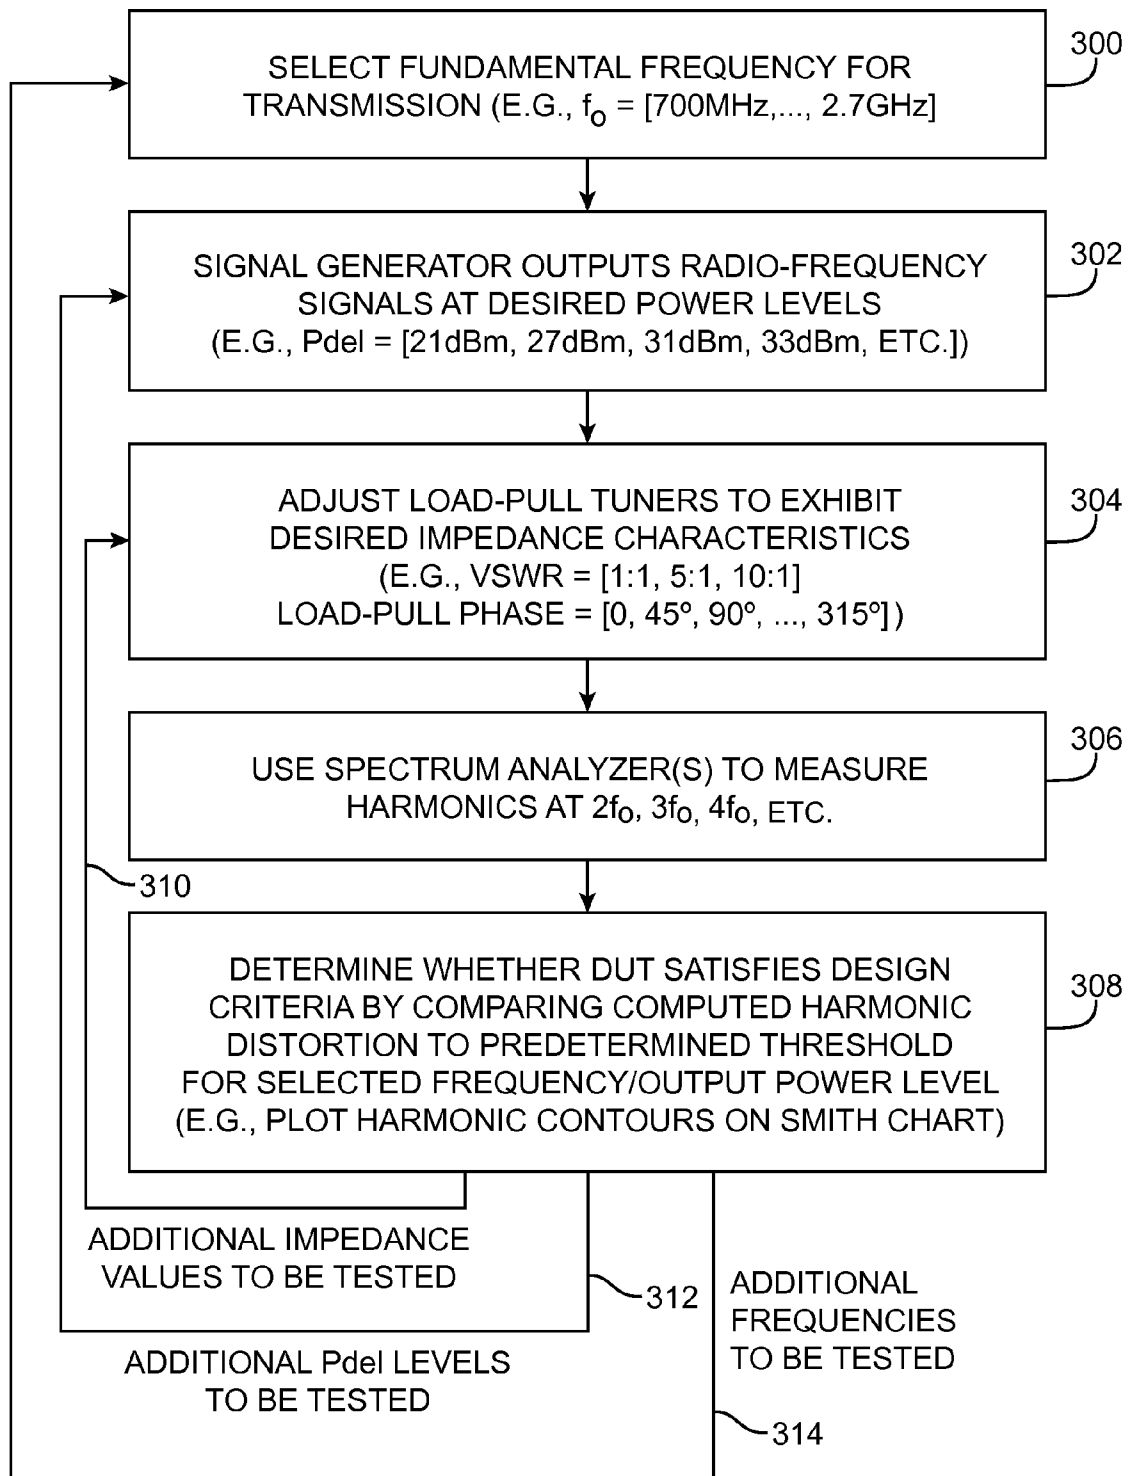 SELECT FUNDAMENTAL FREQUENCY FOR
TRANSMISSION (E.G., fo = [700MHz,..., 2.7GHz]
300
SIGNAL GENERATOR OUTPUTS RADIO-FREQUENCY
SIGNALS AT DESIRED POWER LEVELS
(E.G., Pdel = [21dBm, 27dBm, 31dBm, 33dBm, ETC.])
302
ADJUST LOAD-PULL TUNERS TO EXHIBIT
DESIRED IMPEDANCE CHARACTERISTICS
(E.G., VSWR = [1:1, 5:1, 10:1]
LOAD-PULL PHASE = [0, 45º, 90º, ..., 315º])
304
USE SPECTRUM ANALYZER(S) TO MEASURE
HARMONICS AT 2fo, 3fo, 4fo, ETC.
306
310
DETERMINE WHETHER DUT SATISFIES DESIGN
CRITERIA BY COMPARING COMPUTED HARMONIC
DISTORTION TO PREDETERMINED THRESHOLD
FOR SELECTED FREQUENCY/OUTPUT POWER LEVEL
(E.G., PLOT HARMONIC CONTOURS ON SMITH CHART)
308
ADDITIONAL IMPEDANCE
VALUES TO BE TESTED
312
ADDITIONAL Pdel LEVELS
TO BE TESTED
ADDITIONAL
FREQUENCIES
TO BE TESTED
314